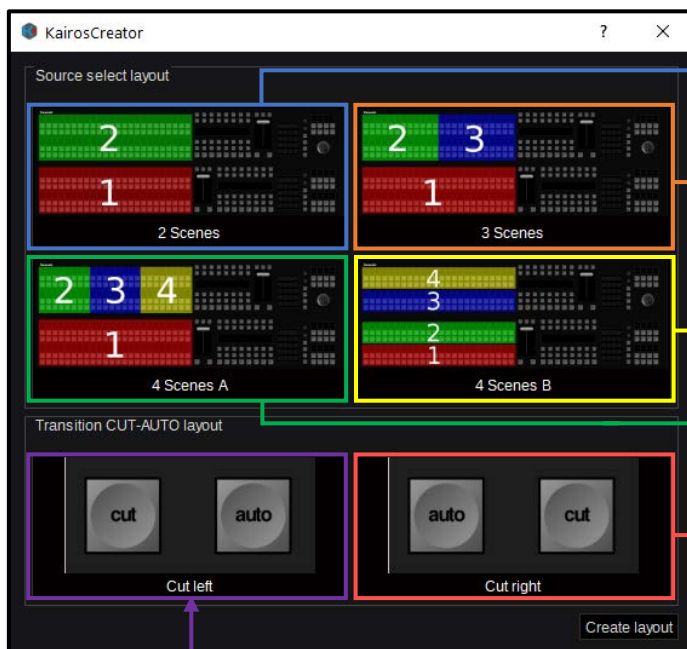 KairosCreator ? ×
Source select layout
2
1
2 Scenes
2 3
1
3 Scenes
2 3 4
1
4 Scenes A
4
3
2
1
4 Scenes B
Transition CUT-AUTO layout
cut auto
Cut left
auto cut
Cut right
Create layout